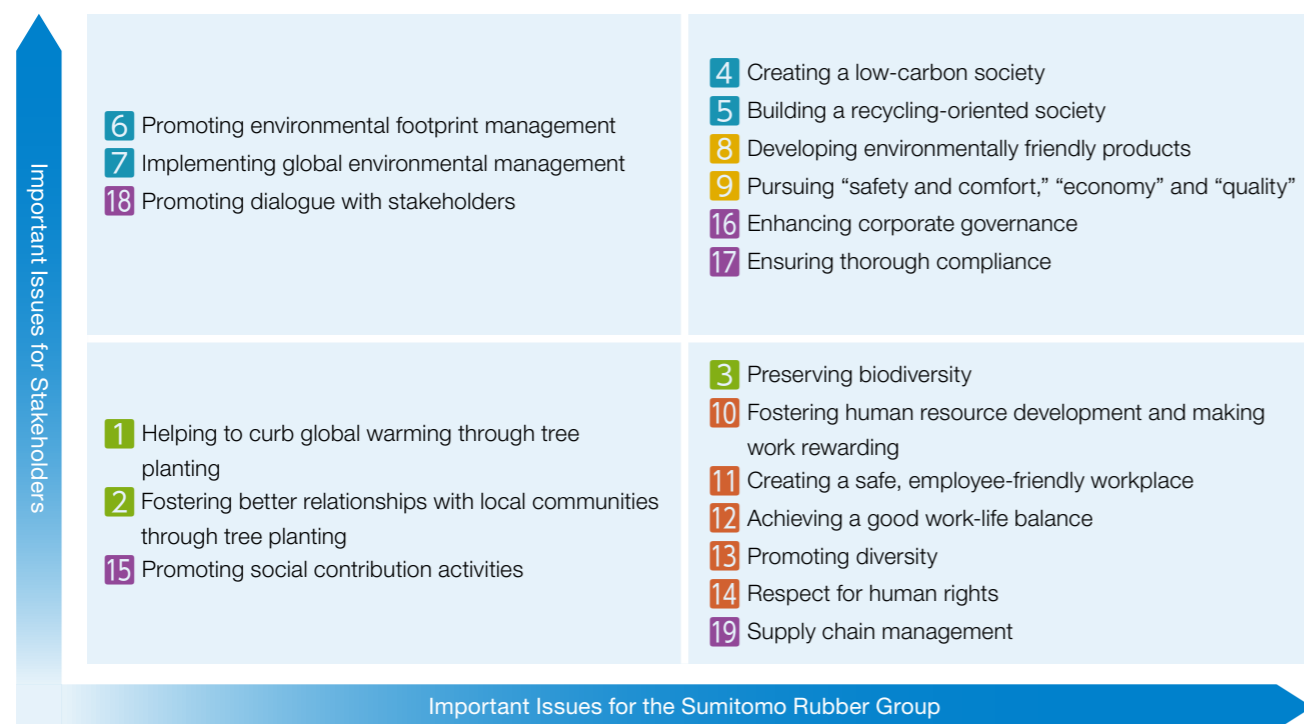 Important Issues for Stakeholders
6 Promoting environmental footprint management
7 Implementing global environmental management
18 Promoting dialogue with stakeholders
4 Creating a low-carbon society
5 Building a recycling-oriented society
8 Developing environmentally friendly products
9 Pursuing “safety and comfort,” “economy” and “quality”
16 Enhancing corporate governance
17 Ensuring thorough compliance
1 Helping to curb global warming through tree
planting
2 Fostering better relationships with local communities
through tree planting
15 Promoting social contribution activities
3 Preserving biodiversity
10 Fostering human resource development and making
work rewarding
11 Creating a safe, employee-friendly workplace
12 Achieving a good work-life balance
13 Promoting diversity
14 Respect for human rights
19 Supply chain management
Important Issues for the Sumitomo Rubber Group